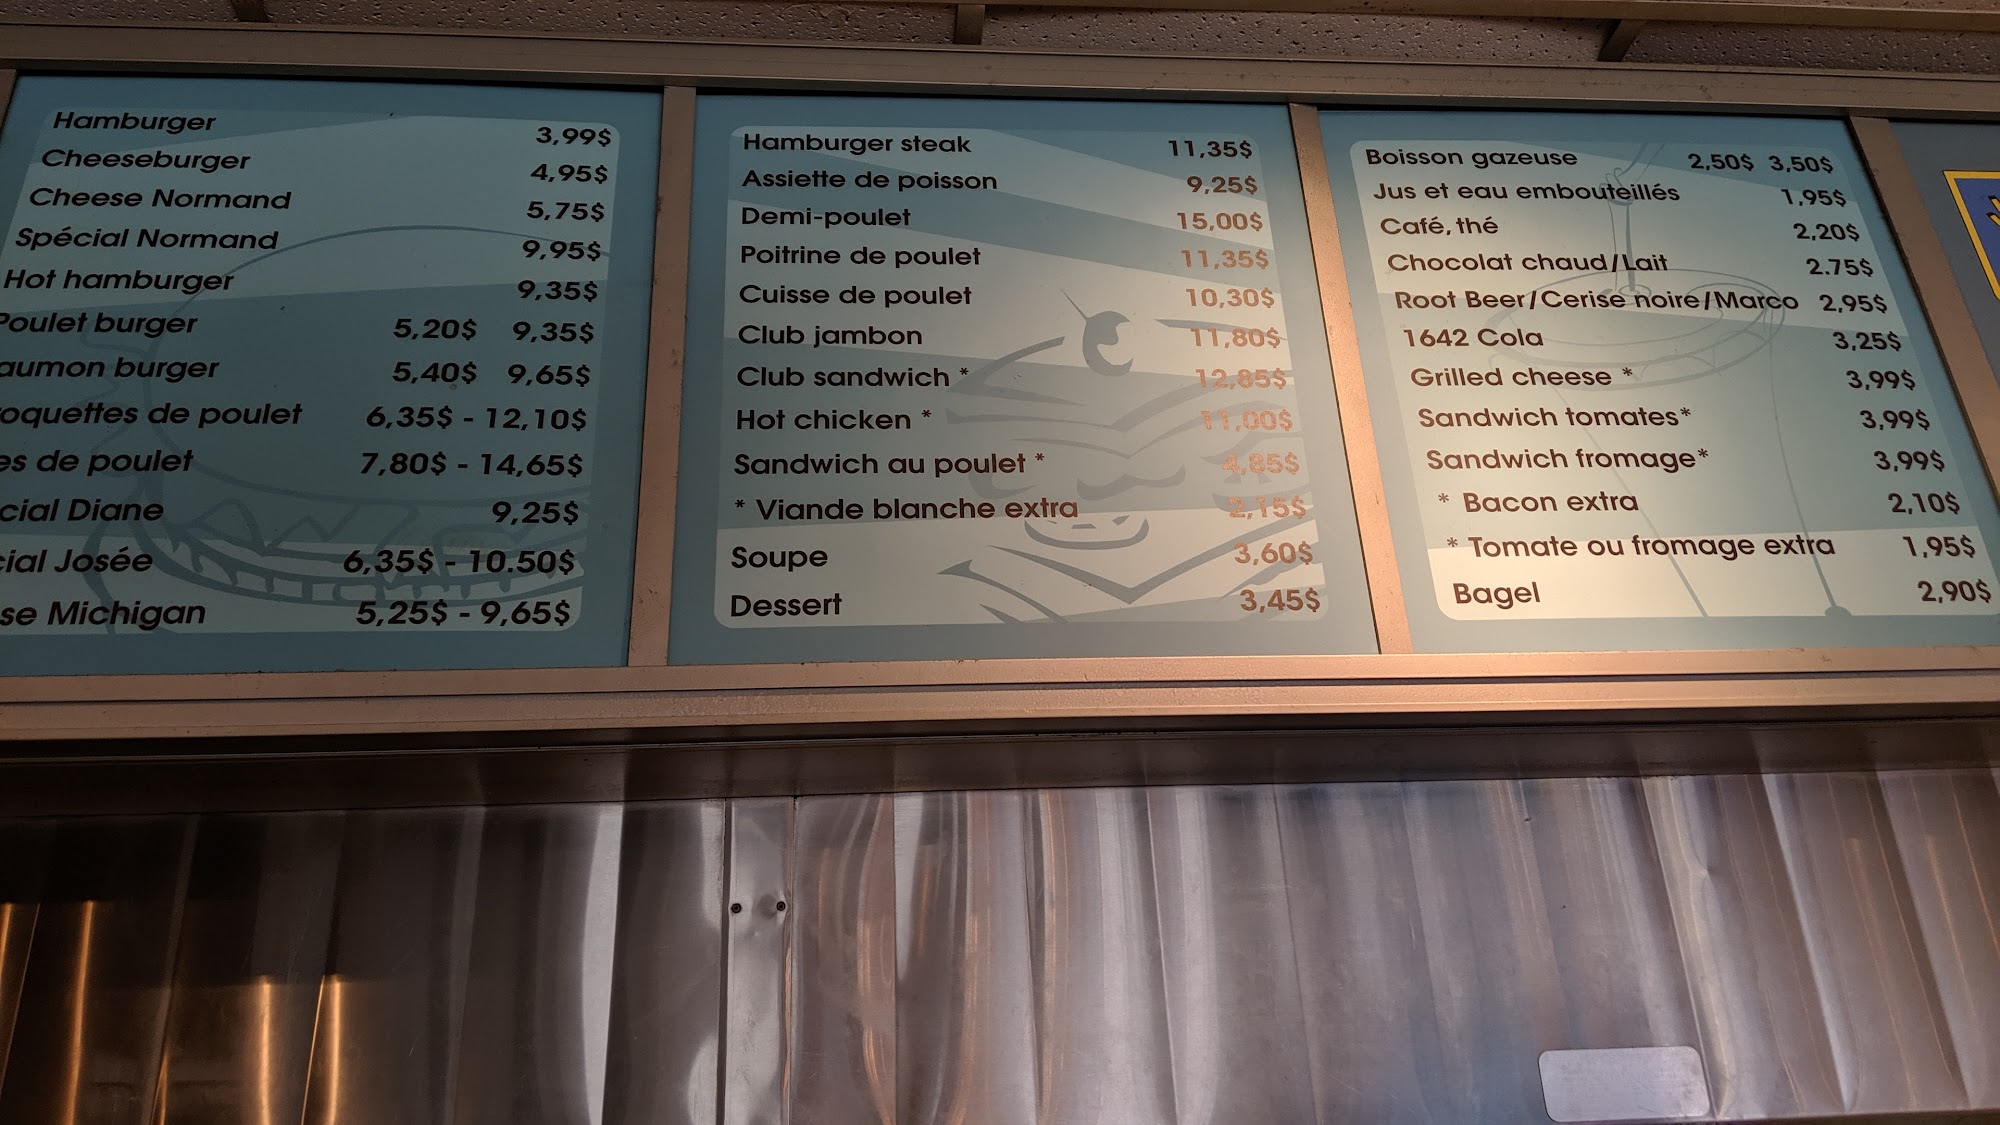 Hamburger 3,99$
Cheeseburger 4,95$
Cheese Normand 5,75$
Spécial Normand 9,95$
Hot hamburger 9,35$
Poulet burger 5,20$ 9,35$
aumon burger 5,40$ 9,65$
oquettes de poulet 6,35$ - 12,10$
es de poulet 7,80$ - 14,65$
cial Diane 9,25$
cial Josée 6,35$ - 10.50$
se Michigan 5,25$ - 9,65$
Hamburger steak 11,35$
Assiette de poisson 9,25$
Demi-poulet 15,00$
Poitrine de poulet 11,35$
Cuisse de poulet 10,30$
Club jambon 11,80$
Club sandwich * 12,85$
Hot chicken * 11,00$
Sandwich au poulet * 4,85$
* Viande blanche extra 2,15$
Soupe 3,60$
Dessert 3,45$
Boisson gazeuse 2,50$ 3,50$
Jus et eau embouteillés 1,95$
Café, thé 2,20$
Chocolat chaud/Lait 2.75$
Root Beer/Cerise noire/Marco 2,95$
1642 Cola 3,25$
Grilled cheese * 3,99$
Sandwich tomates* 3,99$
Sandwich fromage* 3,99$
* Bacon extra 2,10$
* Tomate ou fromage extra 1,95$
Bagel 2,90$